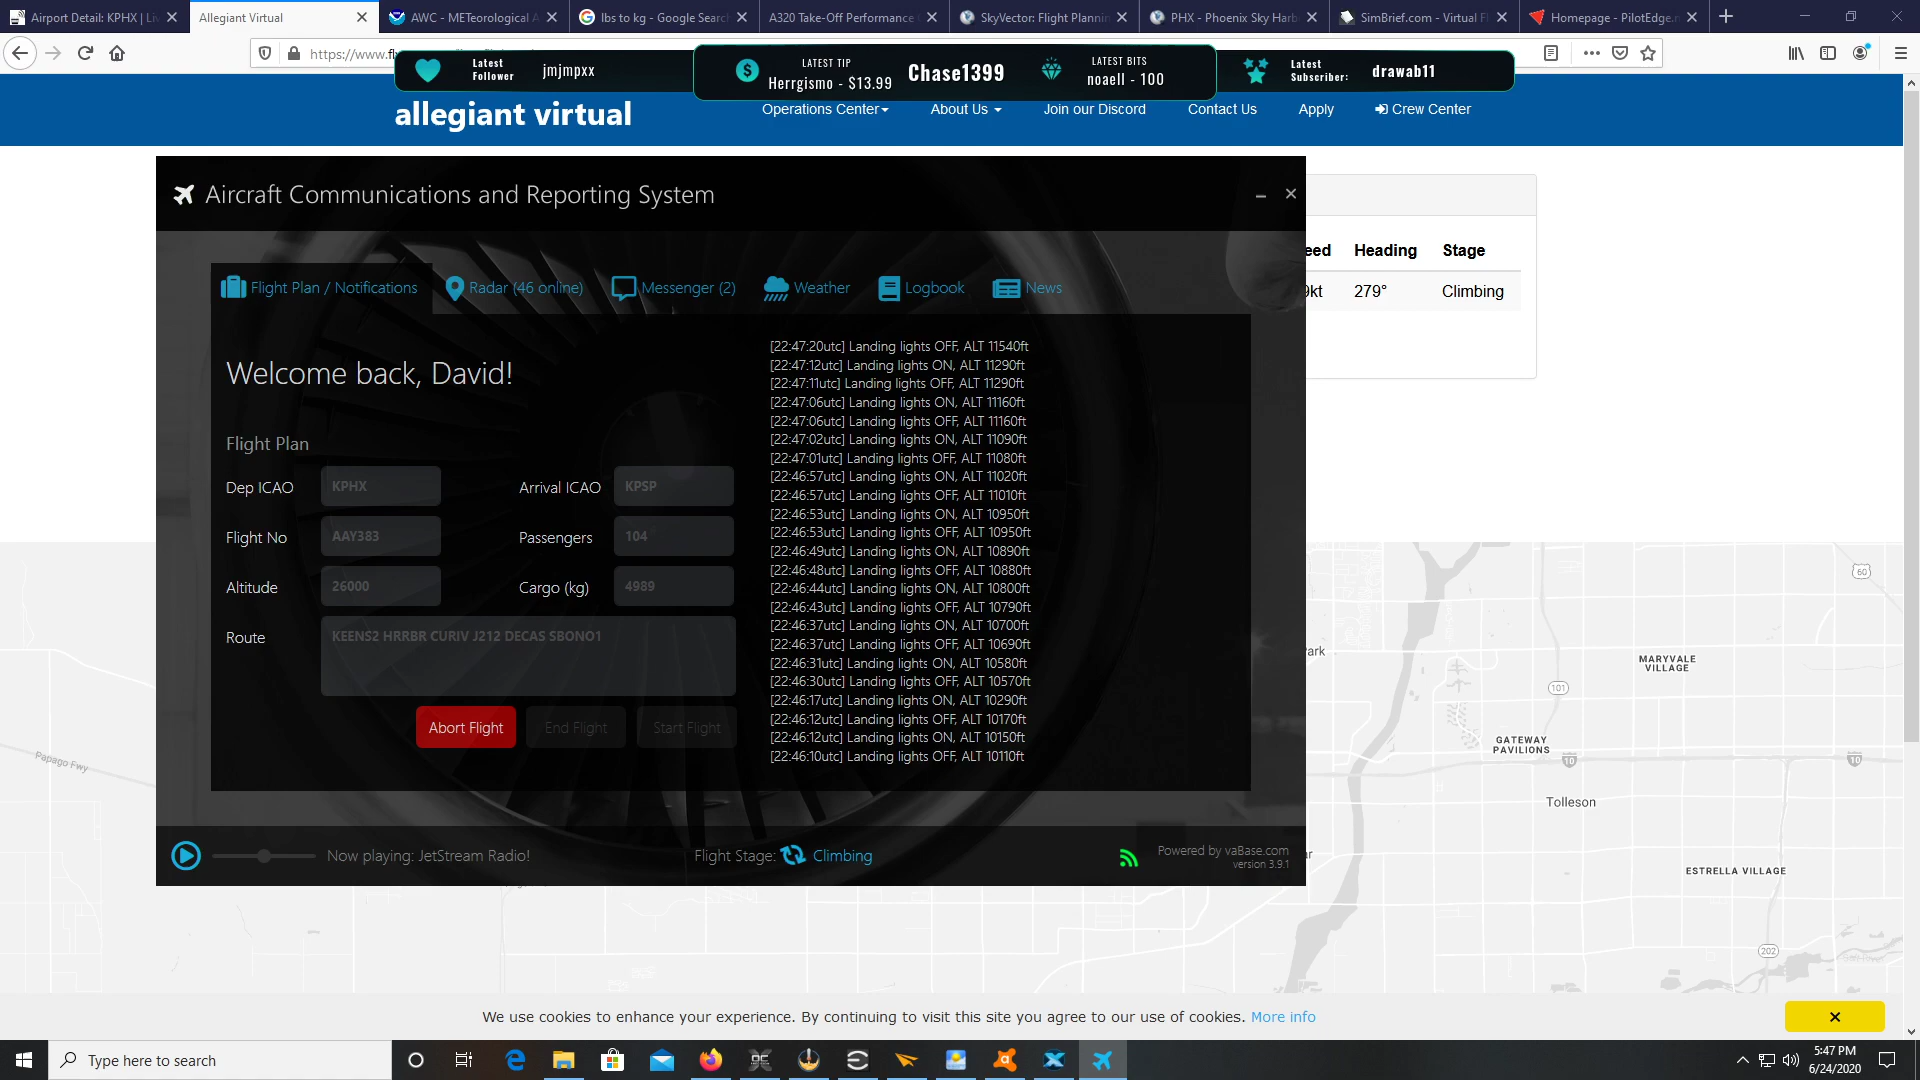 Airport Detail: KPHX | Li
Allegiant Virtual
AWC - METeorological A
lbs to kg - Google Search
A320 Take-Off Performance
SkyVector: Flight Plannin
PHX - Phoenix Sky Harb
SimBrief.com - Virtual Fl
Homepage - PilotEdge.n
https://www.fl
Latest Follower
jmjmpxx
LATEST TIP
Herrgismo - $13.99
Chase1399
LATEST BITS
noaell - 100
Latest Subscriber:
drawab11
allegiant virtual
Operations Center
About Us
Join our Discord
Contact Us
Apply
Crew Center
Aircraft Communications and Reporting System
eed
Heading
Stage
9kt
279°
Climbing
Flight Plan / Notifications
Radar (46 online)
Messenger (2)
Weather
Logbook
News
Welcome back, David!
Flight Plan
Dep ICAO
KPHX
Arrival ICAO
KPSP
Flight No
AAY383
Passengers
104
Altitude
26000
Cargo (kg)
4989
Route
KEENS2 HRRBR CURIV J212 DECAS SBONO1
Abort Flight
End Flight
Start Flight
[22:47:20utc] Landing lights OFF, ALT 11540ft
[22:47:12utc] Landing lights ON, ALT 11290ft
[22:47:11utc] Landing lights OFF, ALT 11290ft
[22:47:06utc] Landing lights ON, ALT 11160ft
[22:47:06utc] Landing lights OFF, ALT 11160ft
[22:47:02utc] Landing lights ON, ALT 11090ft
[22:47:01utc] Landing lights OFF, ALT 11080ft
[22:46:57utc] Landing lights ON, ALT 11020ft
[22:46:57utc] Landing lights OFF, ALT 11010ft
[22:46:53utc] Landing lights ON, ALT 10950ft
[22:46:53utc] Landing lights OFF, ALT 10950ft
[22:46:49utc] Landing lights ON, ALT 10890ft
[22:46:48utc] Landing lights OFF, ALT 10880ft
[22:46:44utc] Landing lights ON, ALT 10800ft
[22:46:43utc] Landing lights OFF, ALT 10790ft
[22:46:37utc] Landing lights ON, ALT 10700ft
[22:46:37utc] Landing lights OFF, ALT 10690ft
[22:46:31utc] Landing lights ON, ALT 10580ft
[22:46:30utc] Landing lights OFF, ALT 10570ft
[22:46:17utc] Landing lights ON, ALT 10290ft
[22:46:12utc] Landing lights OFF, ALT 10170ft
[22:46:12utc] Landing lights ON, ALT 10150ft
[22:46:10utc] Landing lights OFF, ALT 10110ft
Now playing: JetStream Radio!
Flight Stage:
Climbing
Powered by vaBase.com
version 3.9.1
60
ark
MARYVALE
VILLAGE
101
GATEWAY
PAVILIONS
10
10
Papago Fwy
Tolleson
ESTRELLA VILLAGE
202
We use cookies to enhance your experience. By continuing to visit this site you agree to our use of cookies. More info
Type here to search
5:47 PM
6/24/2020